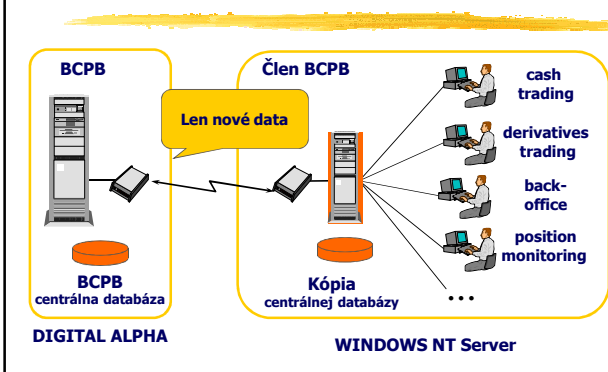 BCPB
Člen BCPB
Len nové data
cash
trading
derivatives
trading
back-
office
position
monitoring
...
BCPB
centrálna databáza
Kópia
centrálnej databázy
DIGITAL ALPHA
WINDOWS NT Server